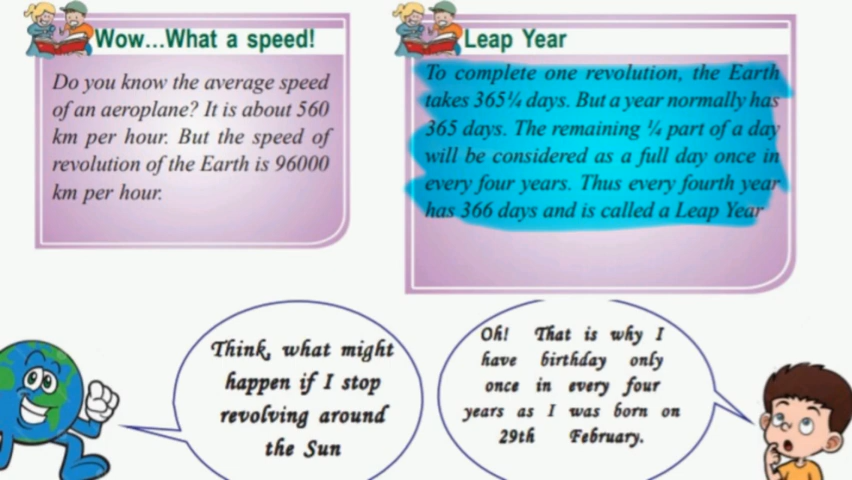 Wow...What a speed!
Do you know the average speed
of an aeroplane? It is about 560
km per hour. But the speed of
revolution of the Earth is 96000
km per hour.
Leap Year
To complete one revolution, the Earth
takes 365¼ days. But a year normally has
365 days. The remaining ¼ part of a day
will be considered as a full day once in
every four years. Thus every fourth year
has 366 days and is called a Leap Year
Think, what might
happen if I stop
revolving around
the Sun
Oh! That is why I
have birthday only
once in every four
years as I was born on
29th February.